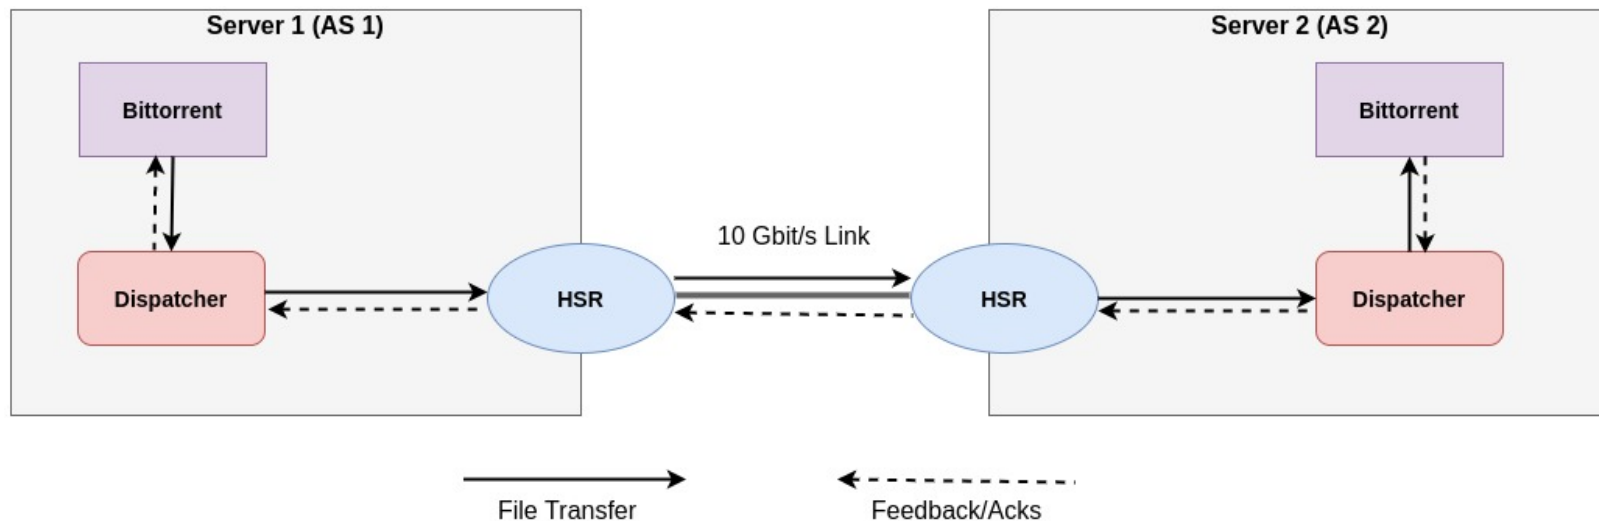 Server 1 (AS 1)
Server 2 (AS 2)
Bittorrent
Bittorrent
10 Gbit/s Link
Dispatcher
HSR
HSR
Dispatcher
File Transfer
Feedback/Acks